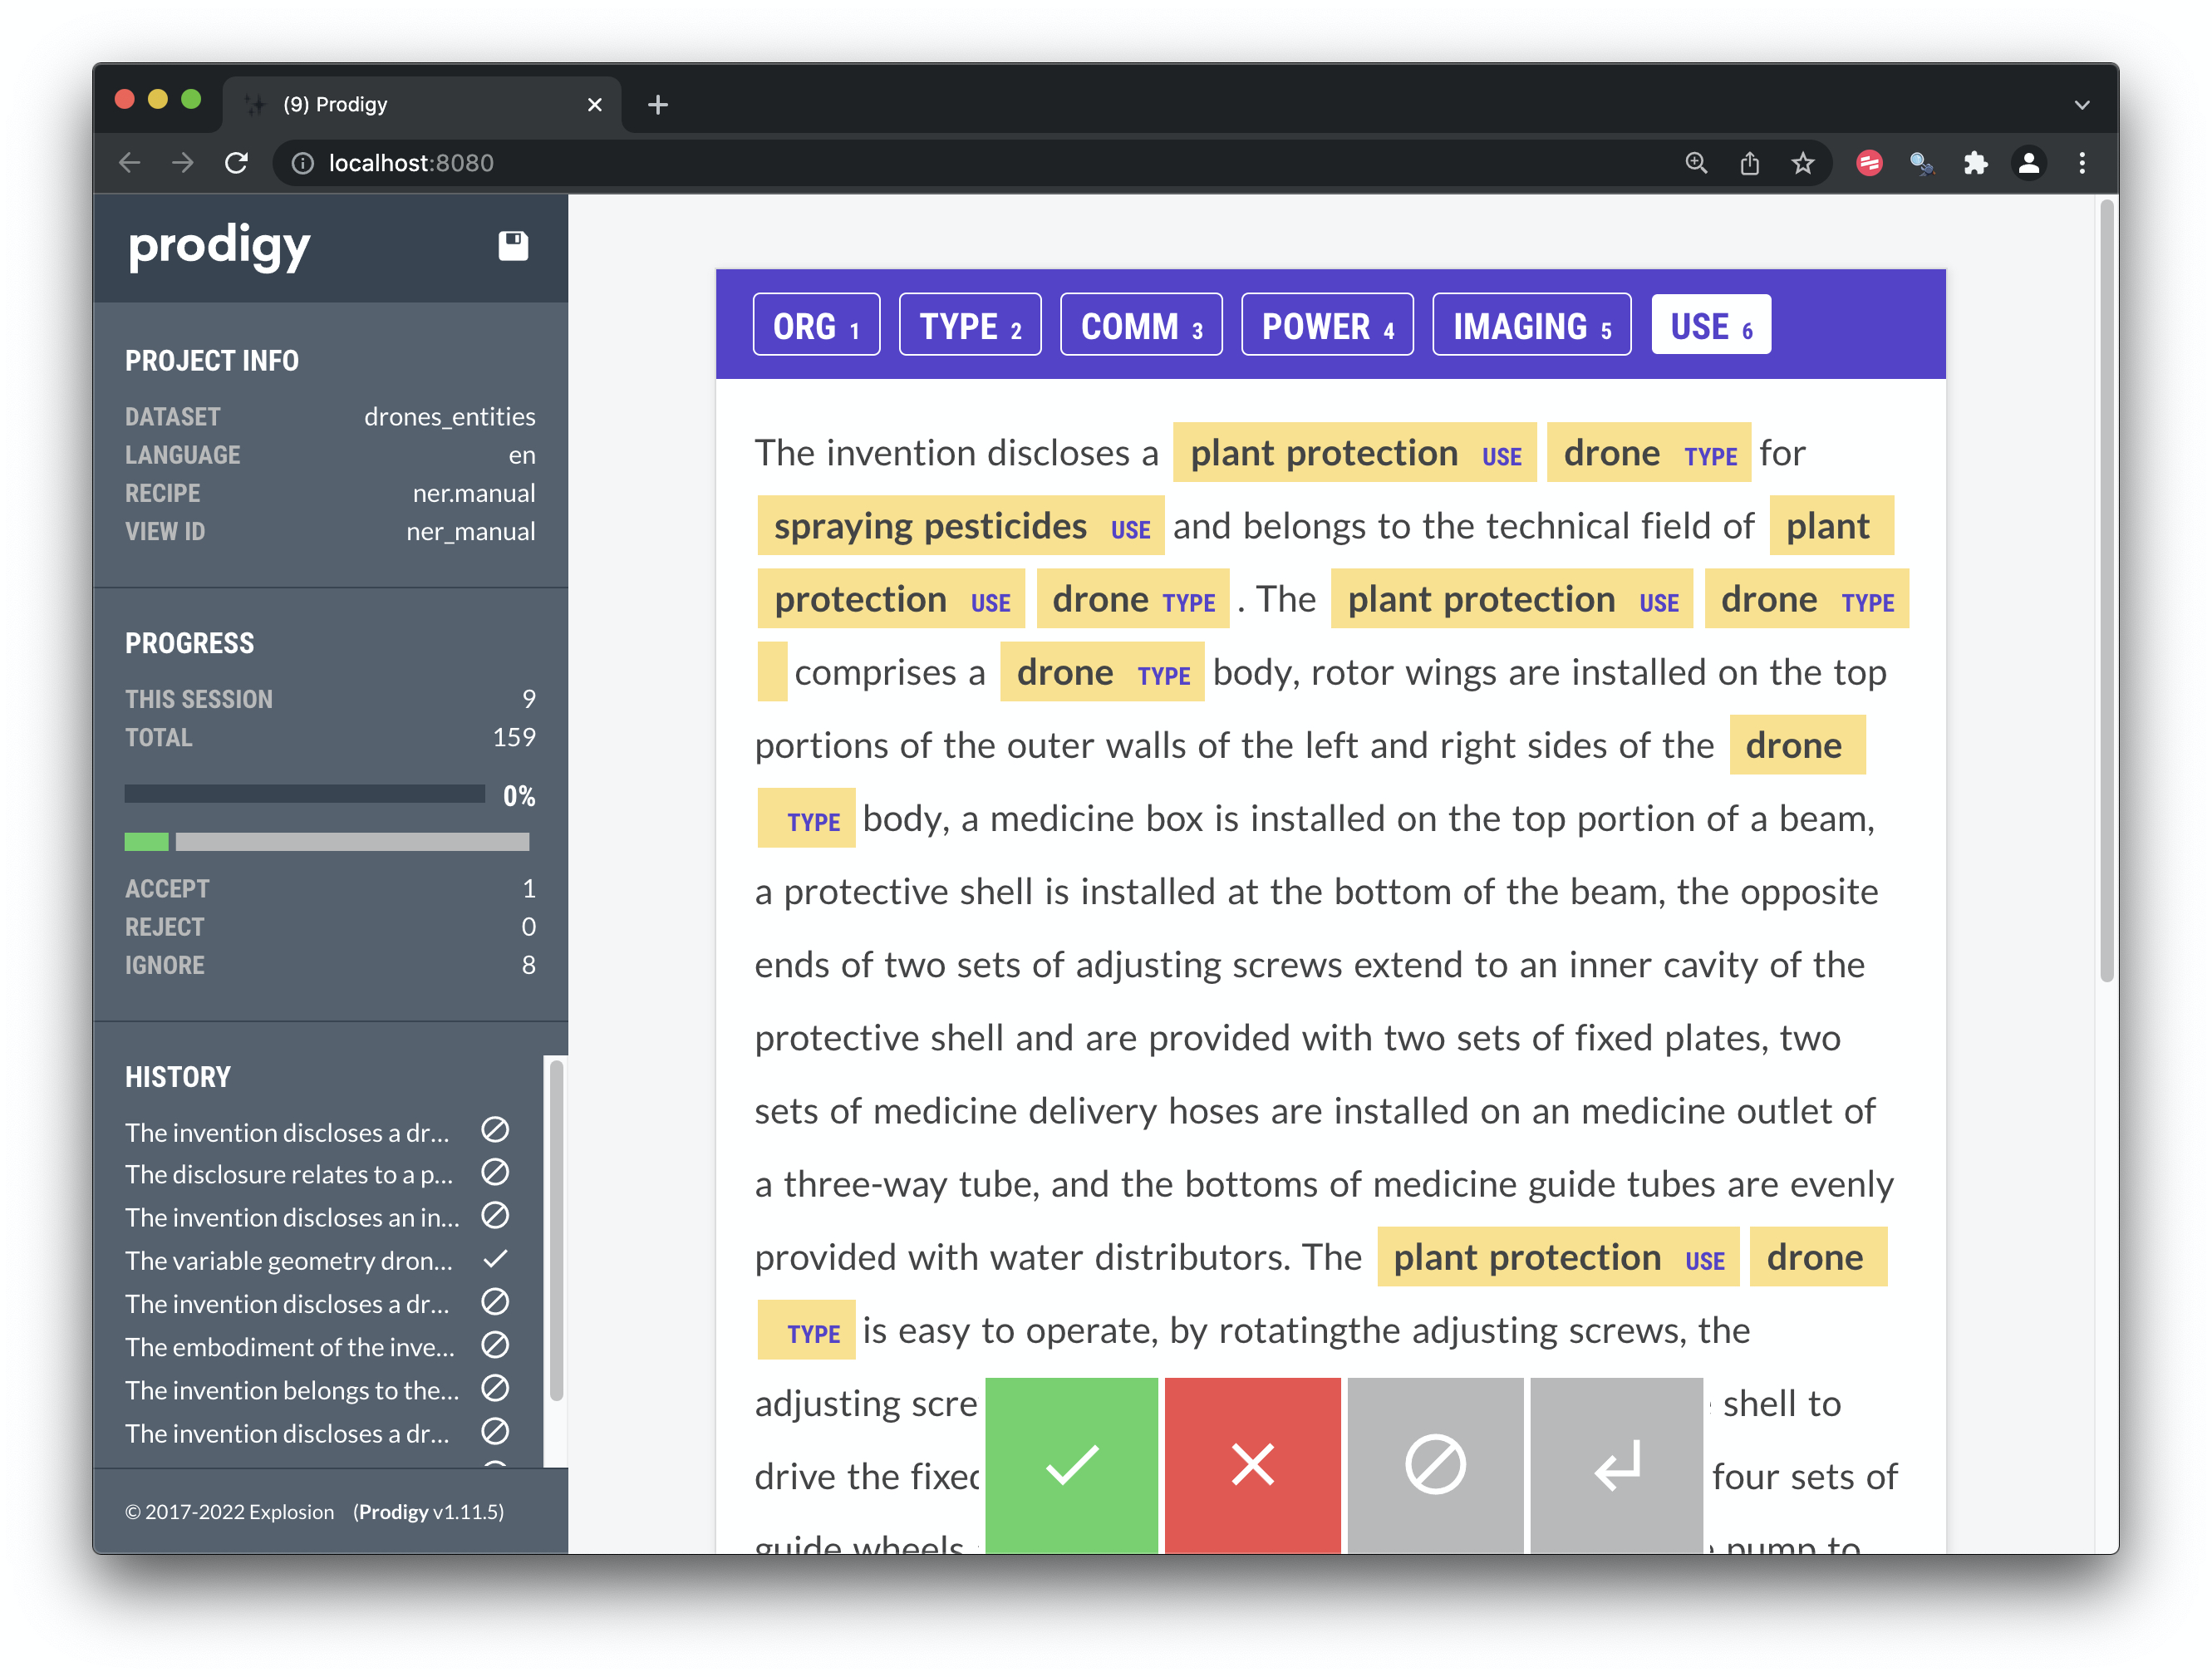 (9) Prodigy
localhost:8080
prodigy
PROJECT INFO
DATASET drones_entities
LANGUAGE en
RECIPE ner.manual
VIEW ID ner_manual
PROGRESS
THIS SESSION 9
TOTAL 159
0%
ACCEPT 1
REJECT 0
IGNORE 8
HISTORY
The invention discloses a dr...
The disclosure relates to a p...
The invention discloses an in...
The variable geometry dron...
The invention discloses a dr...
The embodiment of the inve...
The invention belongs to the...
The invention discloses a dr...
© 2017-2022 Explosion (Prodigy v1.11.5)
ORG 1 TYPE 2 COMM 3 POWER 4 IMAGING 5 USE 6
The invention discloses a plant protection USE drone TYPE for
spraying pesticides USE and belongs to the technical field of plant
protection USE drone TYPE . The plant protection USE drone TYPE
comprises a drone TYPE body, rotor wings are installed on the top
portions of the outer walls of the left and right sides of the drone
TYPE body, a medicine box is installed on the top portion of a beam,
a protective shell is installed at the bottom of the beam, the opposite
ends of two sets of adjusting screws extend to an inner cavity of the
protective shell and are provided with two sets of fixed plates, two
sets of medicine delivery hoses are installed on an medicine outlet of
a three-way tube, and the bottoms of medicine guide tubes are evenly
provided with water distributors. The plant protection USE drone
TYPE is easy to operate, by rotatingthe adjusting screws, the
adjusting scre shell to
drive the fixed four sets of
guide wheels pump to